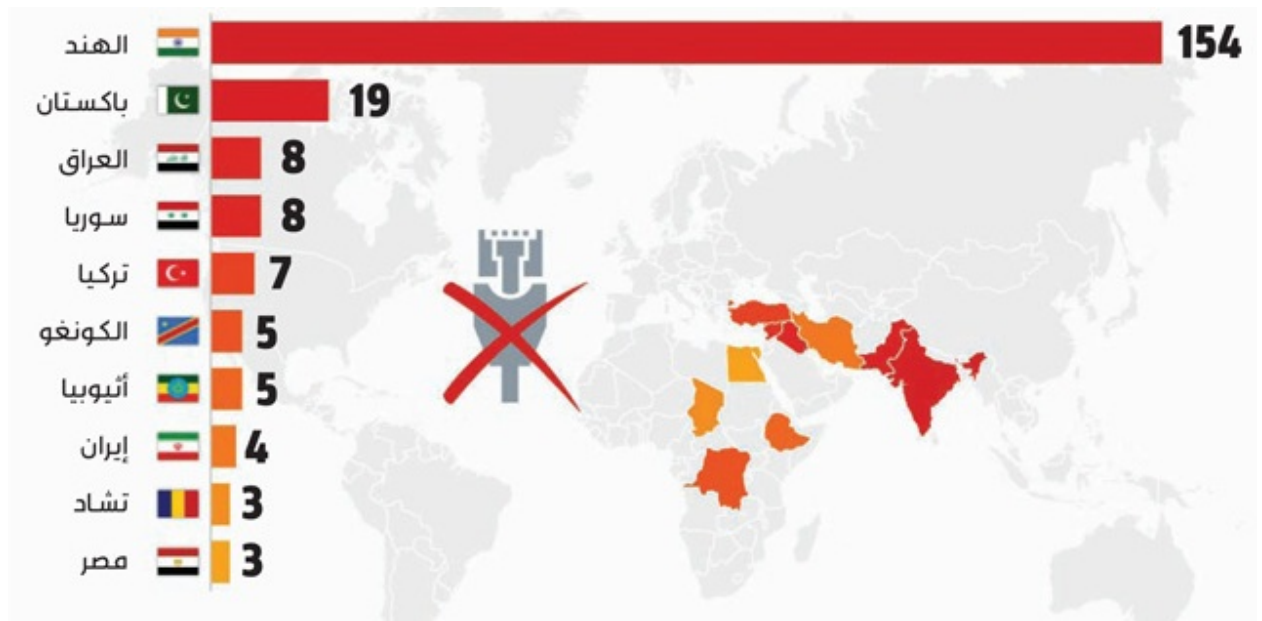 الهند 154
باكستان 19
العراق 8
سوريا 8
تركيا 7
الكونغو 5
أثيوبيا 5
إيران 4
تشاد 3
مصر 3